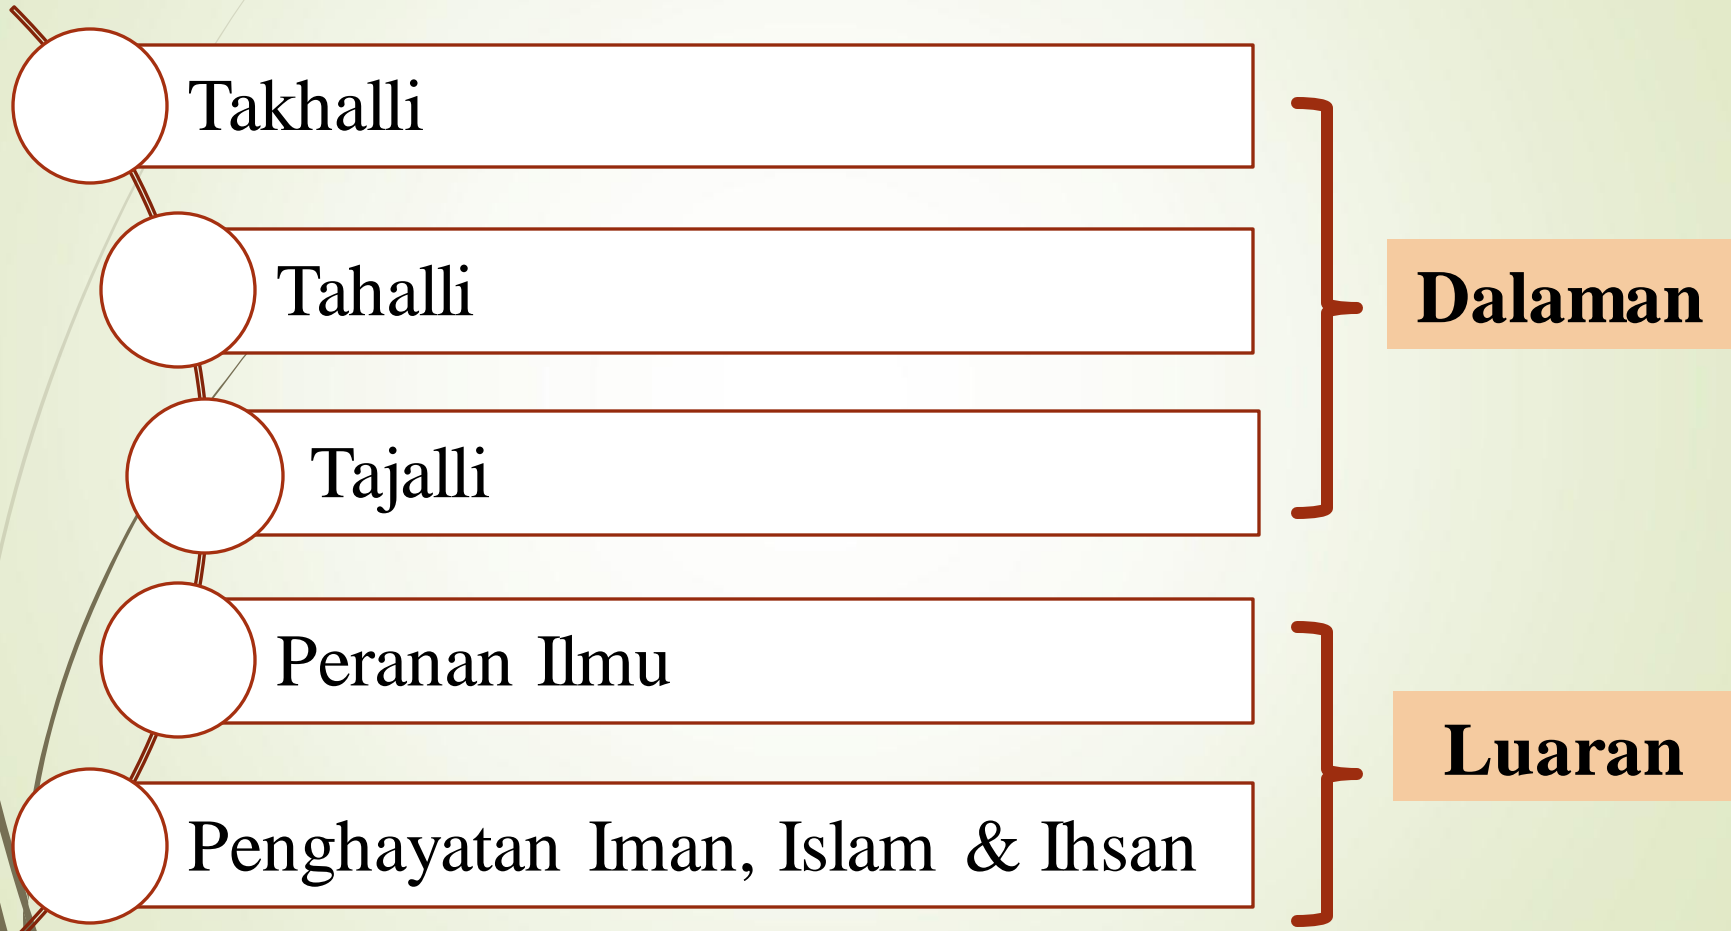 Takhalli
Tahalli
Tajalli
Dalaman
Peranan Ilmu
Penghayatan Iman, Islam & Ihsan
Luaran